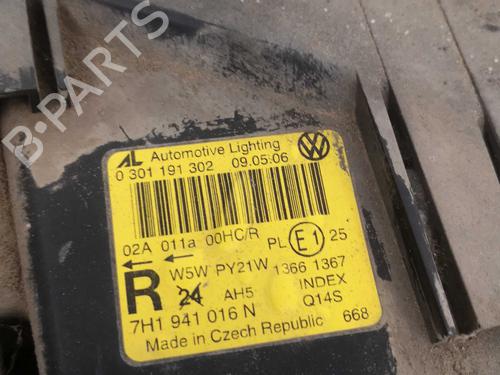 B-PARTS
AL Automotive Lighting
0 301 191 302 09.05.06
02A 011a 00HC/R PL E1 25
R W5W PY21W 1366 1367
24 AH5 INDEX
7H1 941 016 N Q14S
Made in Czech Republic 668